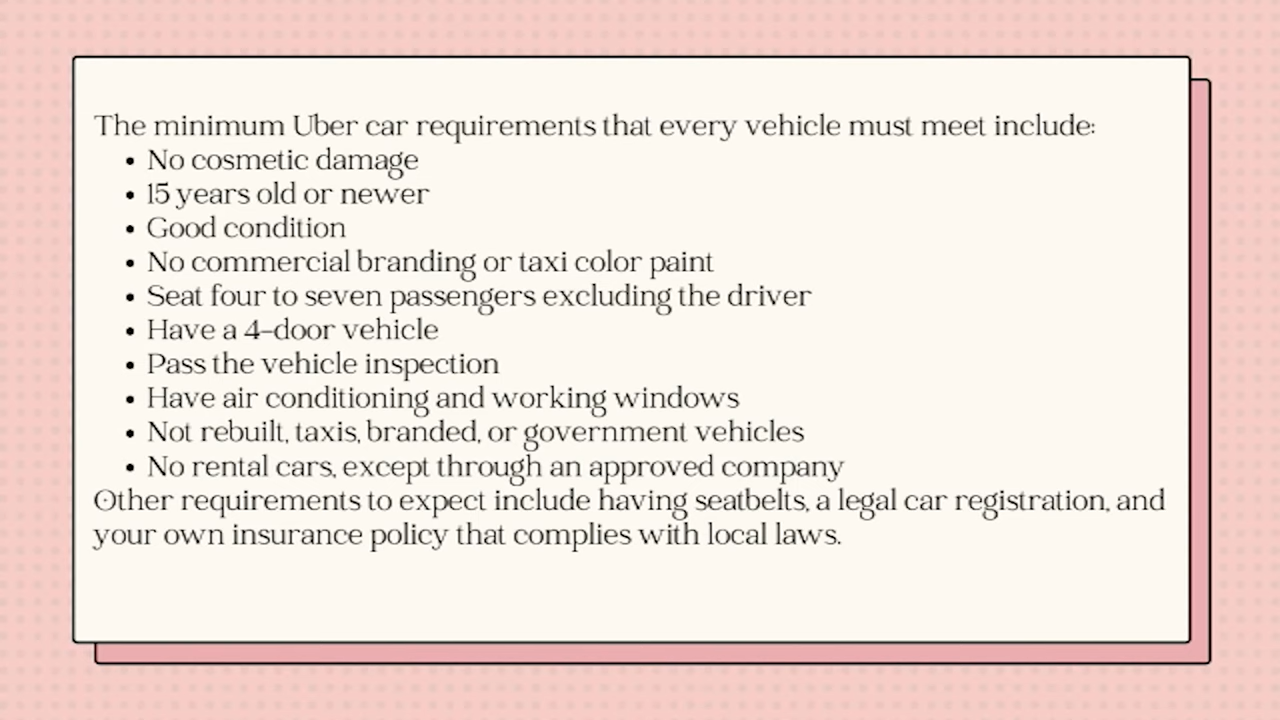 The minimum Uber car requirements that every vehicle must meet include:
• No cosmetic damage
• 15 years old or newer
• Good condition
• No commercial branding or taxi color paint
• Seat four to seven passengers excluding the driver
• Have a 4-door vehicle
• Pass the vehicle inspection
• Have air conditioning and working windows
• Not rebuilt, taxis, branded, or government vehicles
• No rental cars, except through an approved company
Other requirements to expect include having seatbelts, a legal car registration, and
your own insurance policy that complies with local laws.